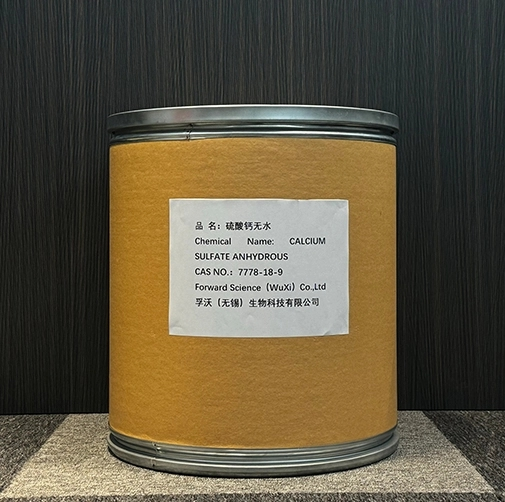 品 名：硫酸钙无水
Chemical Name: CALCIUM
SULFATE ANHYDROUS
CAS NO.：7778-18-9
Forward Science（WuXi）Co.,Ltd
孚沃（无锡）生物科技有限公司